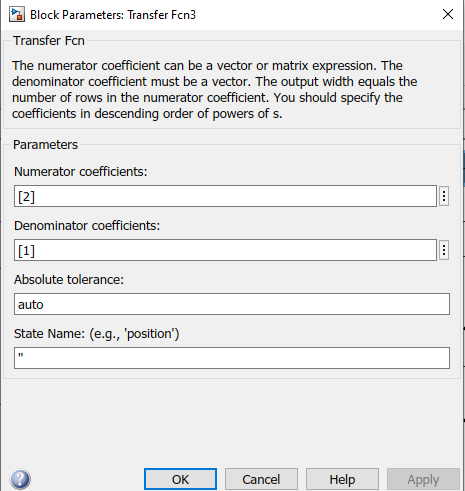 Block Parameters: Transfer Fcn3
Transfer Fcn
The numerator coefficient can be a vector or matrix expression. The
denominator coefficient must be a vector. The output width equals the
number of rows in the numerator coefficient. You should specify the
coefficients in descending order of powers of s.
Parameters
Numerator coefficients:
[2]
Denominator coefficients:
[1]
Absolute tolerance:
auto
State Name: (e.g., 'position')
''
OK Cancel Help Apply